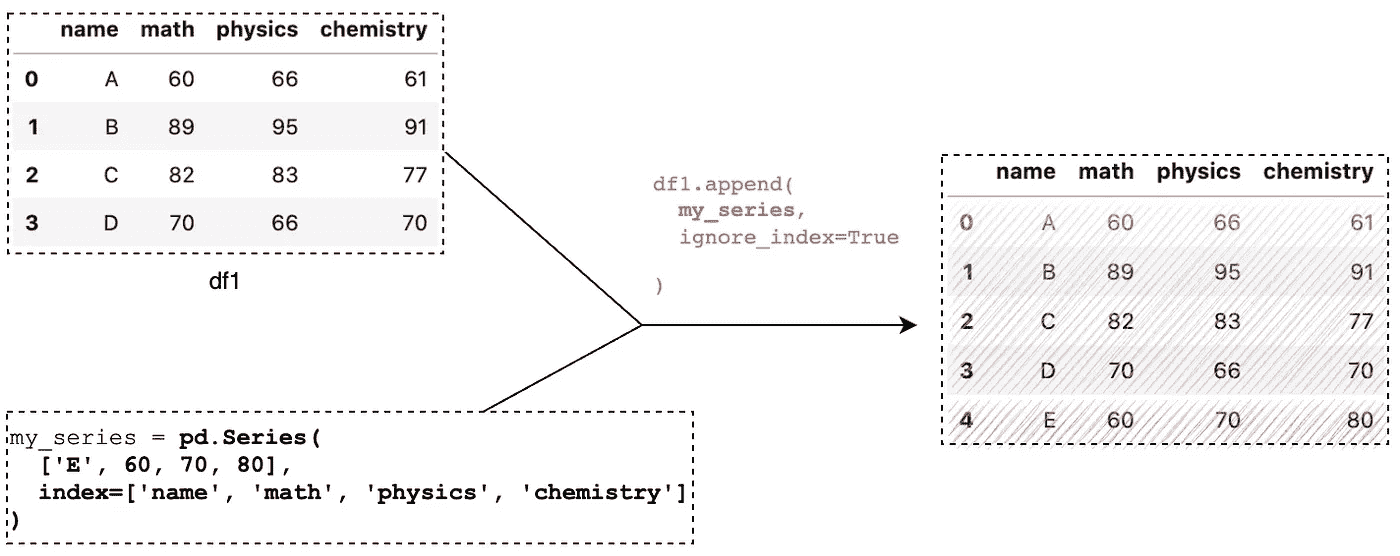 name math physics chemistry
0 A 60 66 61
1 B 89 95 91
2 C 82 83 77
3 D 70 66 70
df1
my_series = pd.Series(
['E', 60, 70, 80],
index=['name', 'math', 'physics', 'chemistry']
)
df1.append(
my_series,
ignore_index=True
)
name math physics chemistry
0 A 60 66 61
1 B 89 95 91
2 C 82 83 77
3 D 70 66 70
4 E 60 70 80